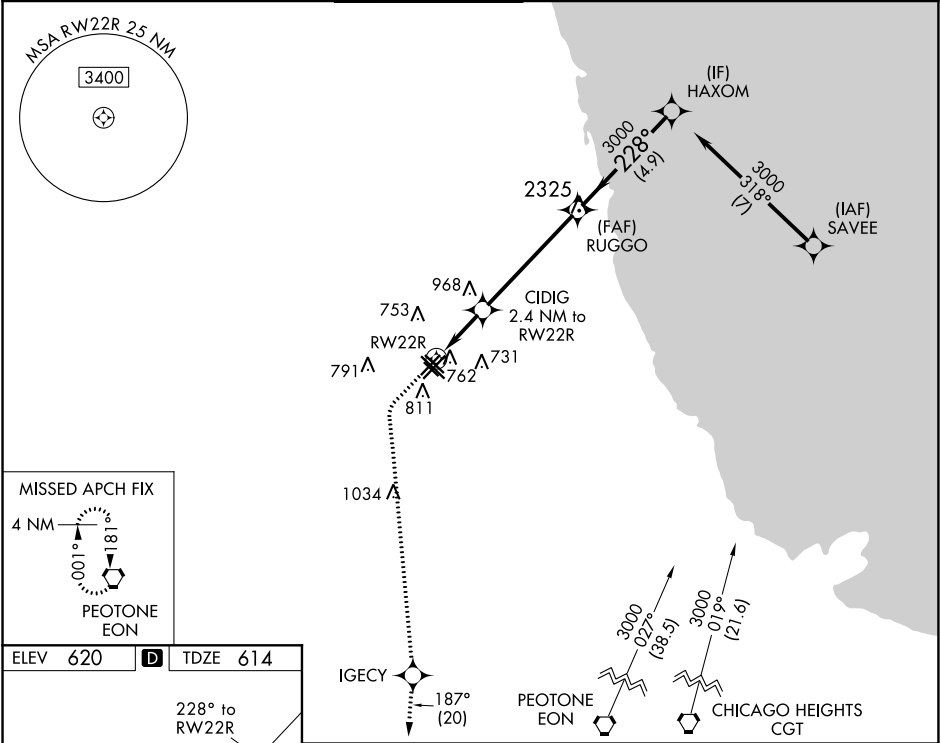 MSA RW22R 25 NM
3400
(IF)
HAXOM
3000
228°
(4.9)
3000
318°
(7)
(IAF)
SAVEE
2325
(FAF)
RUGGO
968
753
CIDIG
2.4 NM to
RW22R
RW22R
791
762
731
811
1034
MISSED APCH FIX
4 NM
001°
181°
PEOTONE
EON
3000
027°
(38.5)
3000
019°
(21.6)
ELEV 620
D
TDZE 614
IGECY
187°
(20)
PEOTONE
EON
CHICAGO HEIGHTS
CGT
228° to
RW22R